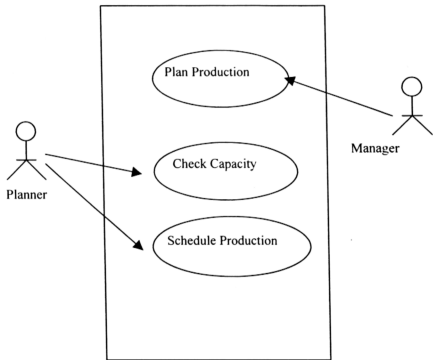 Plan Production
Manager
Check Capacity
Planner
Schedule Production